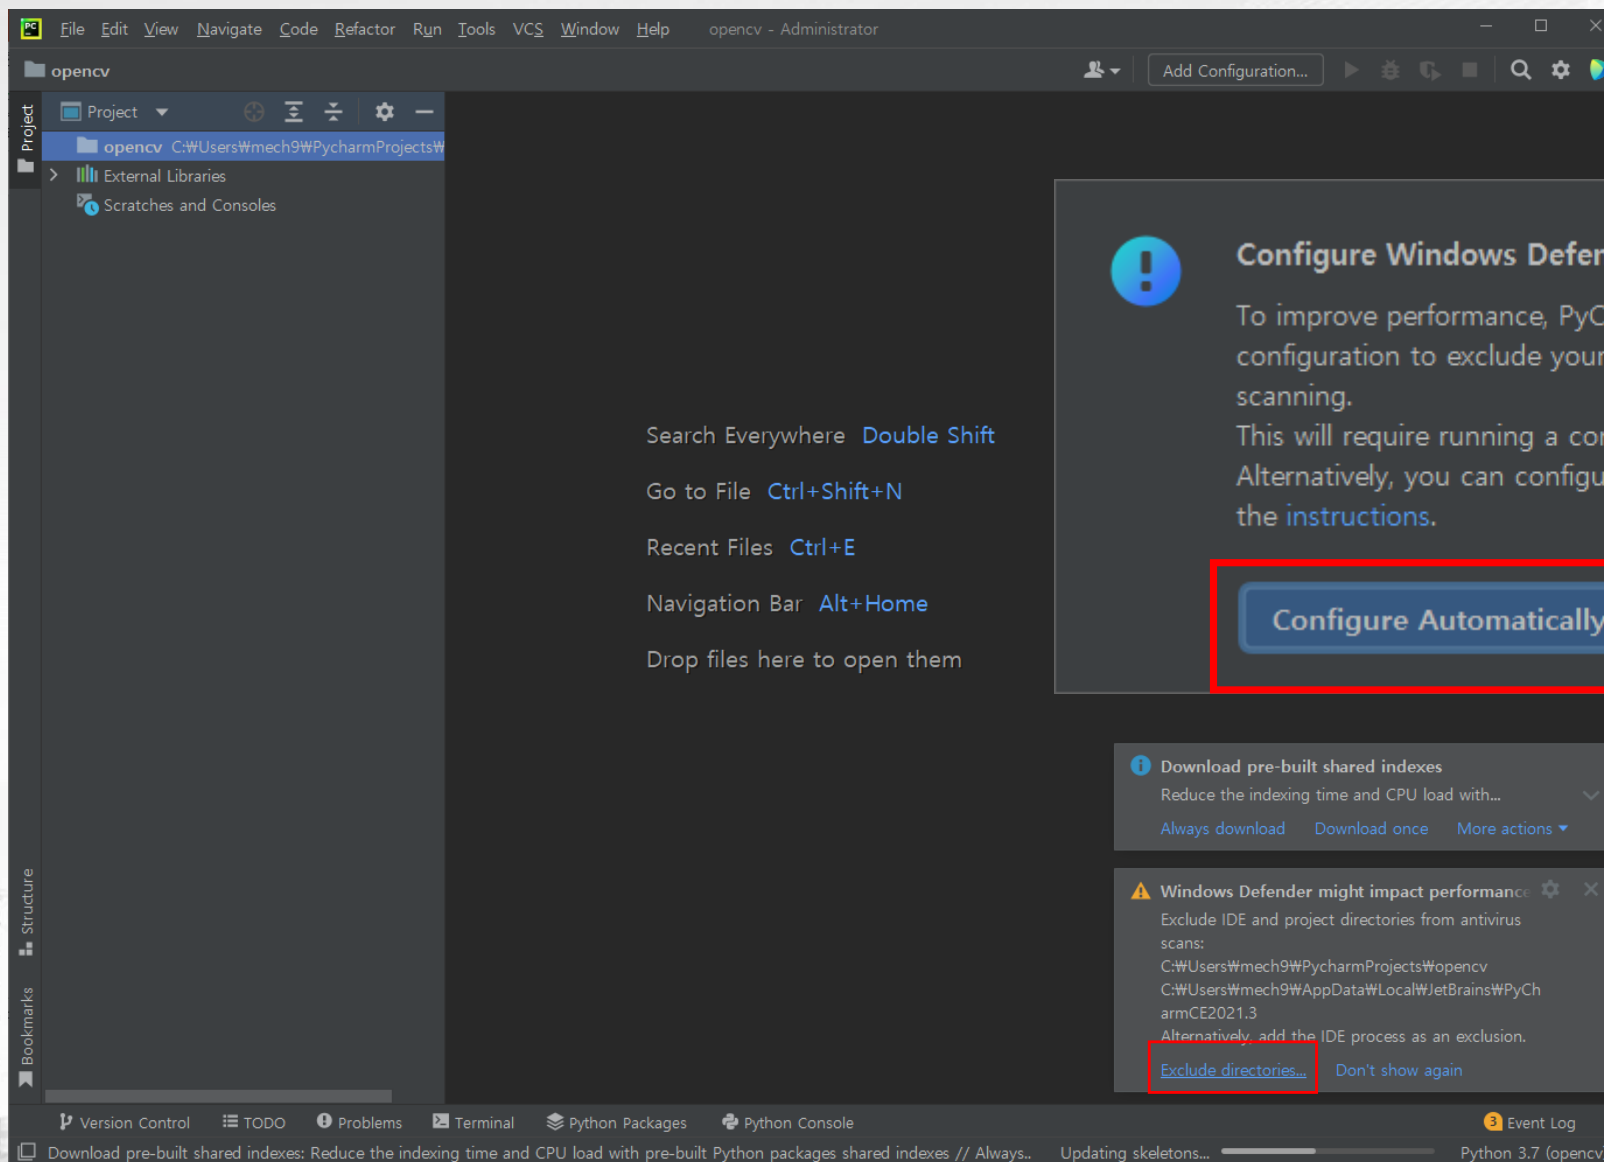 File Edit View Navigate Code Refactor Run Tools VCS Window Help opencv - Administrator
opencv
Add Configuration...
Project
Project
opencv C:₩Users₩mech9₩PycharmProjects₩
External Libraries
Scratches and Consoles
Search Everywhere Double Shift
Go to File Ctrl+Shift+N
Recent Files Ctrl+E
Navigation Bar Alt+Home
Drop files here to open them
Configure Windows Defen
To improve performance, PyC
configuration to exclude your
scanning.
This will require running a con
Alternatively, you can configu
the instructions.
Configure Automatically
Download pre-built shared indexes
Reduce the indexing time and CPU load with...
Always download Download once More actions
Windows Defender might impact performance
Exclude IDE and project directories from antivirus
scans:
C:₩Users₩mech9₩PycharmProjects₩opencv
C:₩Users₩mech9₩AppData₩Local₩JetBrains₩PyCh
armCE2021.3
Alternatively, add the IDE process as an exclusion.
Exclude directories... Don't show again
Structure
Bookmarks
Version Control TODO Problems Terminal Python Packages Python Console 3 Event Log
Download pre-built shared indexes: Reduce the indexing time and CPU load with pre-built Python packages shared indexes // Always... Updating skeletons... Python 3.7 (opencv)